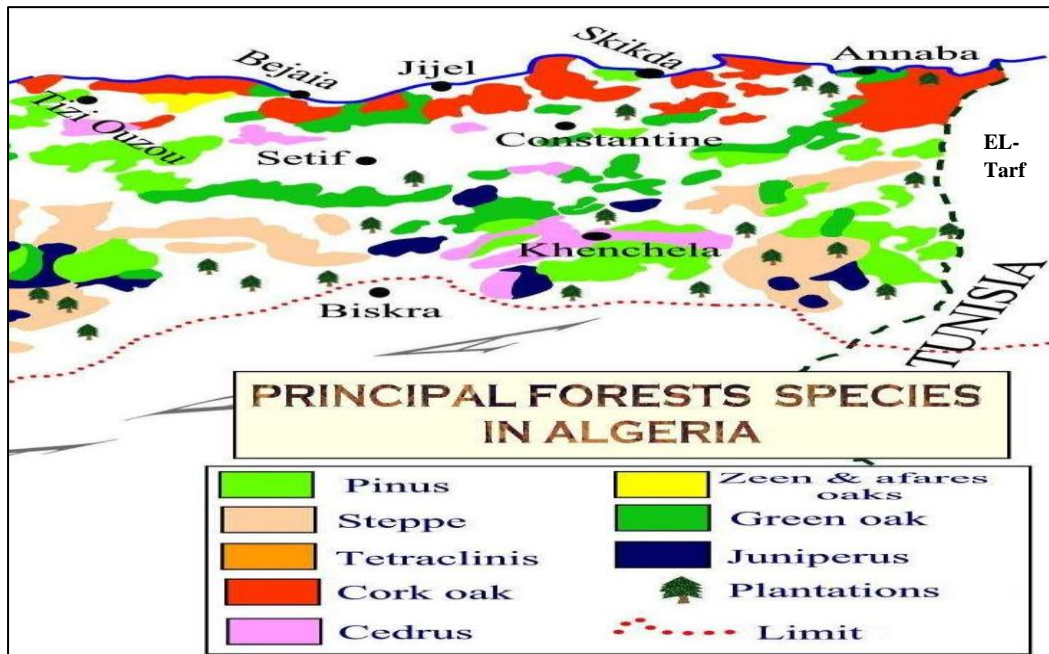 Bejaia
Jijel
Skikda
Annaba
Tizi Ouzou
Setif
Constantine
EL-
Tarf
Khenchela
Biskra
TUNISIA
PRINCIPAL FORESTS SPECIES
IN ALGERIA
Pinus
Steppe
Tetraclinis
Cork oak
Cedrus
Zeen & afares
oaks
Green oak
Juniperus
Plantations
Limit